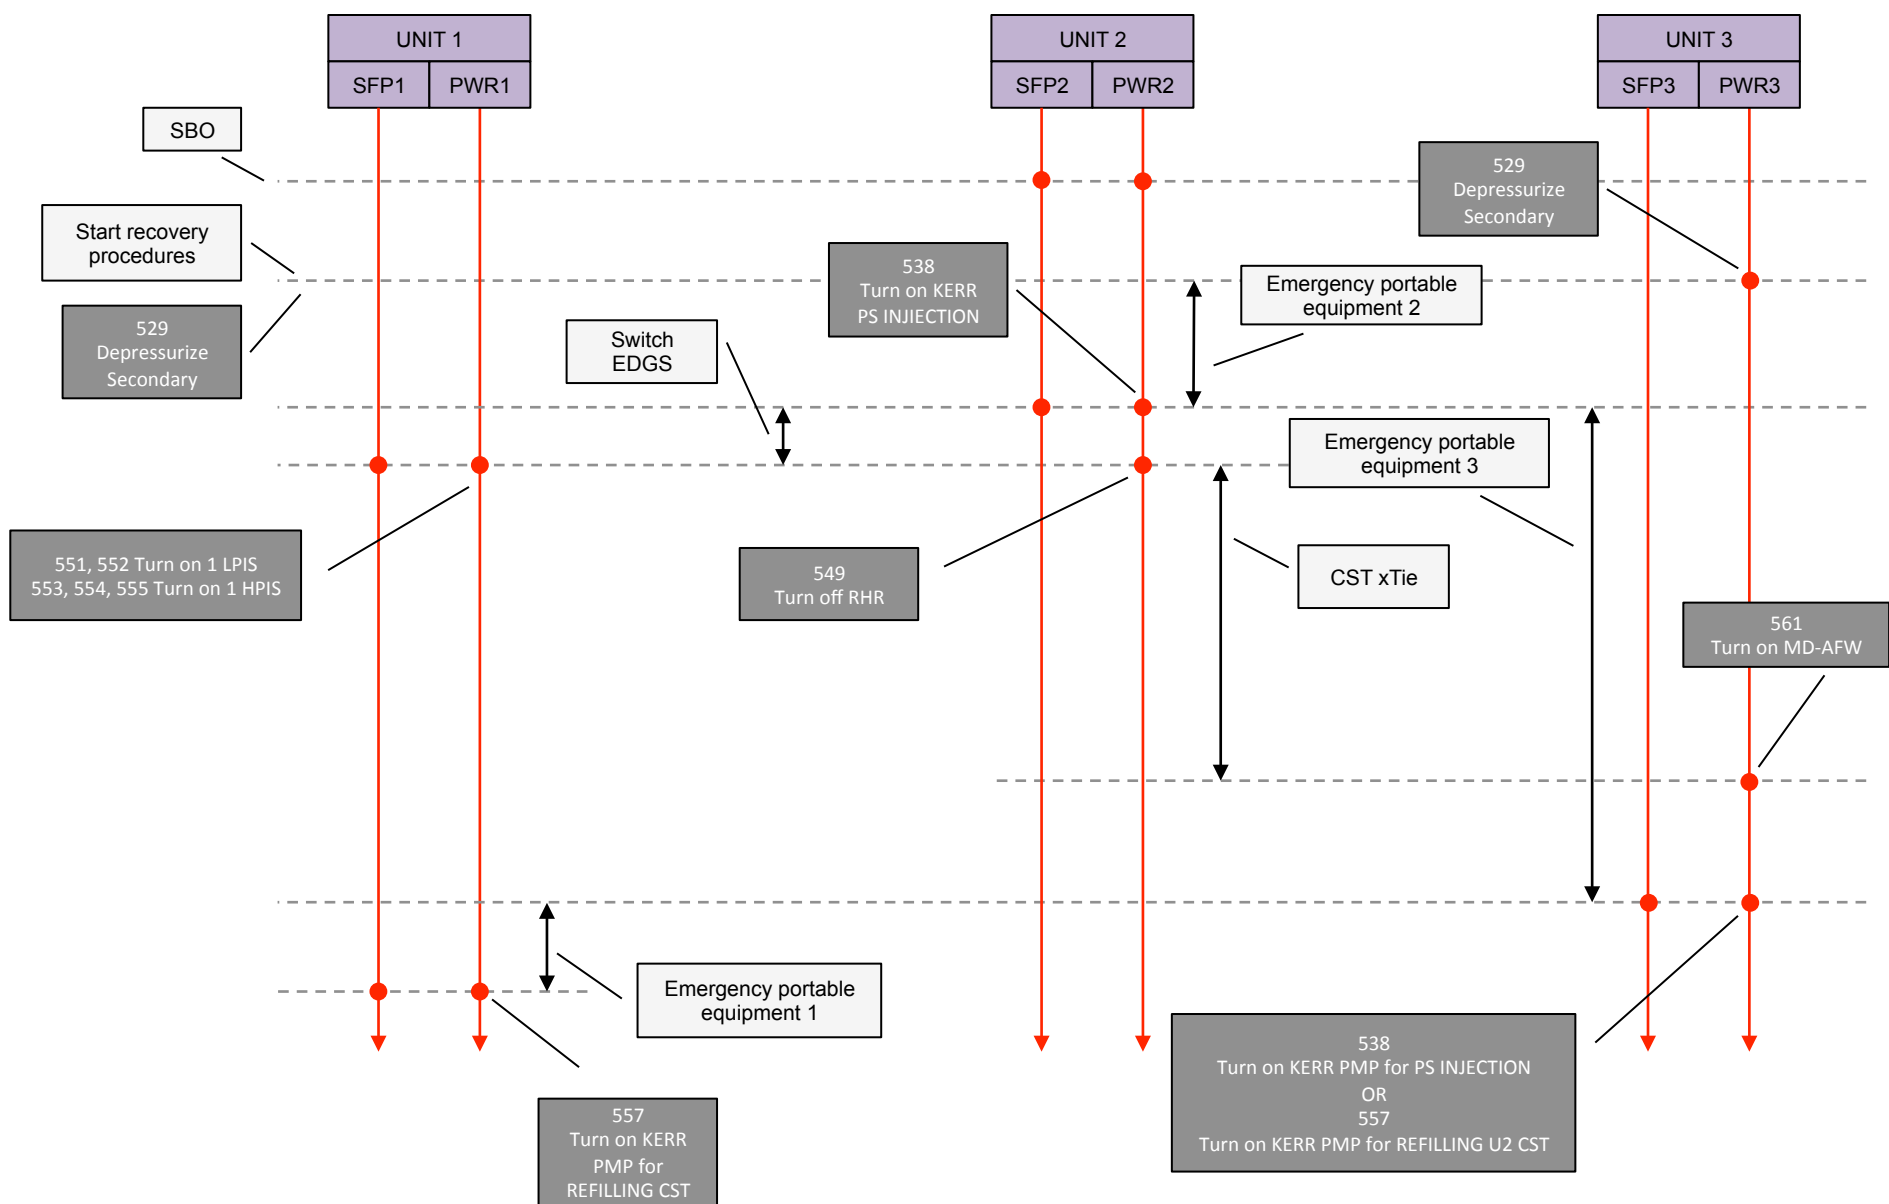 UNIT 1
SFP1
PWR1
UNIT 2
SFP2
PWR2
UNIT 3
SFP3
PWR3
SBO
529
Depressurize
Secondary
Start recovery
procedures
538
Turn on KERR
PS INJIECTION
Emergency portable
equipment 2
529
Depressurize
Secondary
Switch
EDGS
Emergency portable
equipment 3
551, 552 Turn on 1 LPIS
553, 554, 555 Turn on 1 HPIS
549
Turn off RHR
CST xTie
561
Turn on MD-AFW
Emergency portable
equipment 1
538
Turn on KERR PMP for PS INJECTION
OR
557
Turn on KERR PMP for REFILLING U2 CST
557
Turn on KERR
PMP for
REFILLING CST